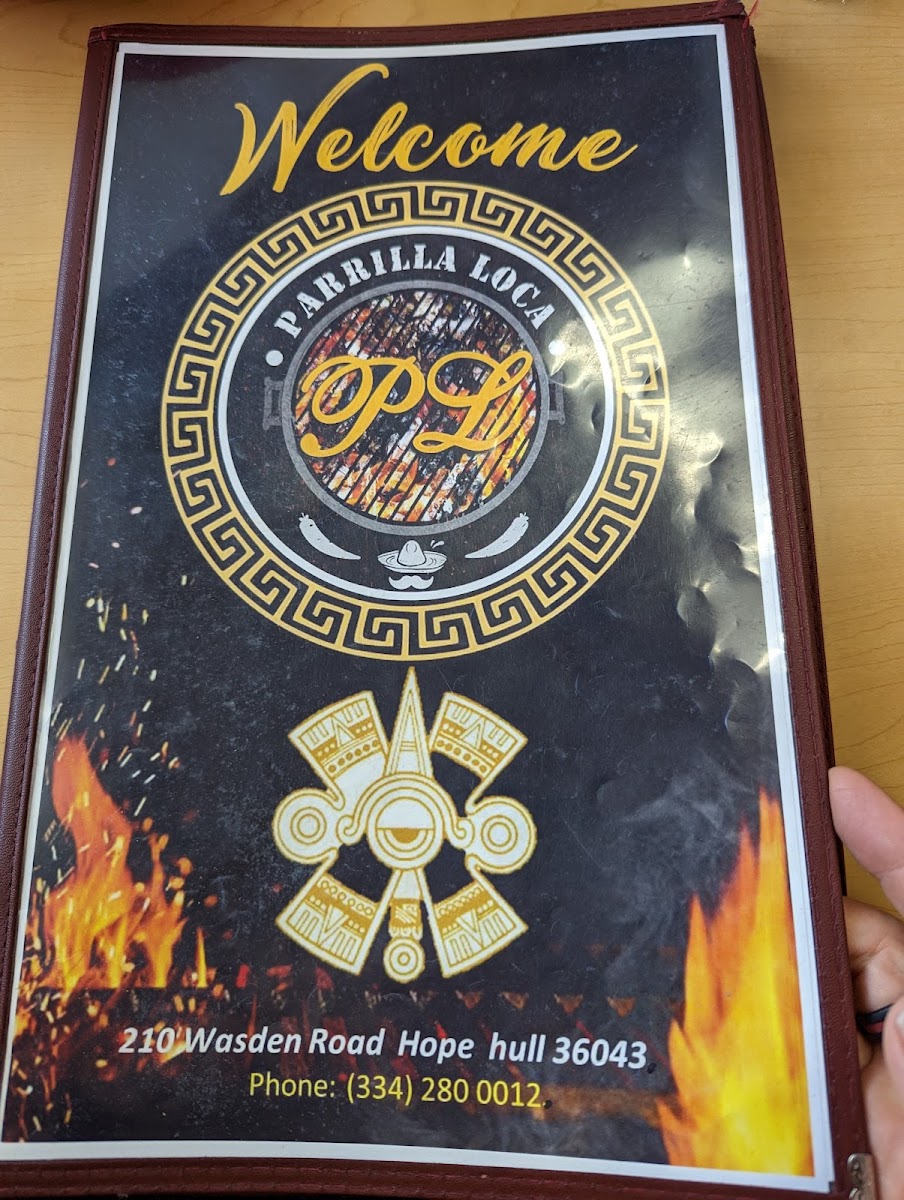 Welcome
PARRILLA LOCA
PL
210 Wasden Road Hope hull 36043
Phone: (334) 280 0012.